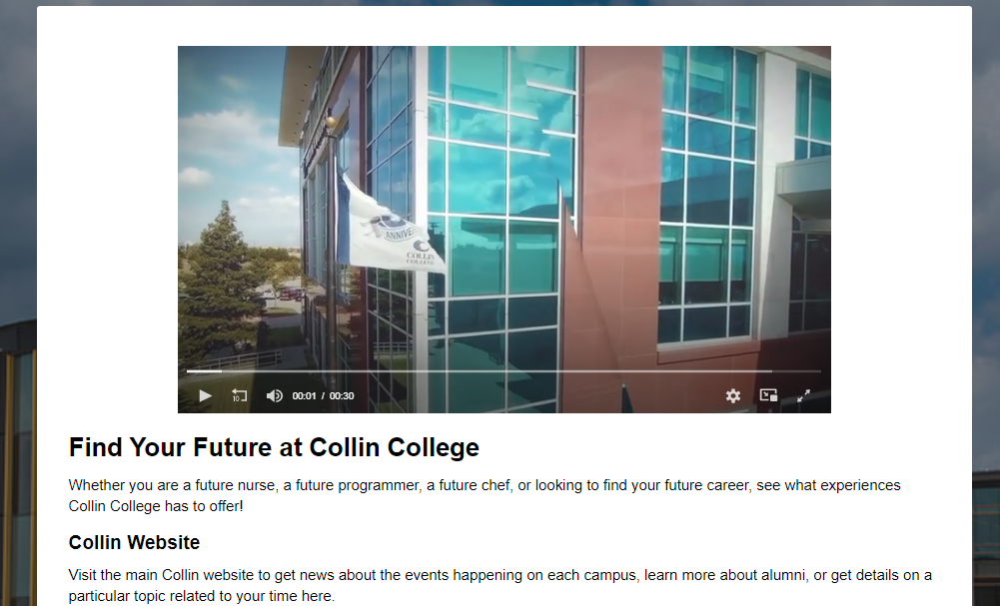 ANNIVE
COLLIN
COLLEGE
10
00:01 / 00:30
Find Your Future at Collin College
Whether you are a future nurse, a future programmer, a future chef, or looking to find your future career, see what experiences
Collin College has to offer!
Collin Website
Visit the main Collin website to get news about the events happening on each campus, learn more about alumni, or get details on a
particular topic related to your time here.